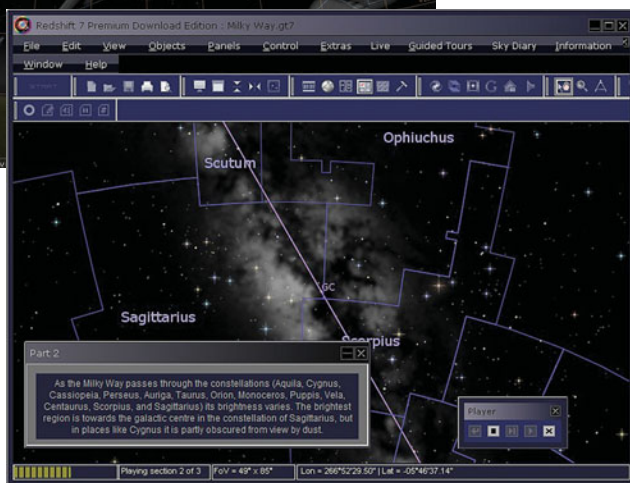 Redshift 7 Premium Download Edition : Milky Way.gt7
File Edit View Objects Panels Control Extras Live Guided Tours Sky Diary Information
Window Help
Ophiuchus
Scutum
GC
Sagittarius
Scorpius
Part 2
As the Milky Way passes through the constellations (Aquila, Cygnus,
Cassiopeia, Perseus, Auriga, Taurus, Orion, Monoceros, Puppis, Vela,
Centaurus, Scorpius, and Sagittarius) its brightness varies. The brightest
region is towards the galactic centre in the constellation of Sagittarius, but
in places like Cygnus it is partly obscured from view by dust.
Player
Playing section 2 of 3 FoV = 49° x 85° Lon = 266°52'29.50" | Lat = -05°46'37.14"